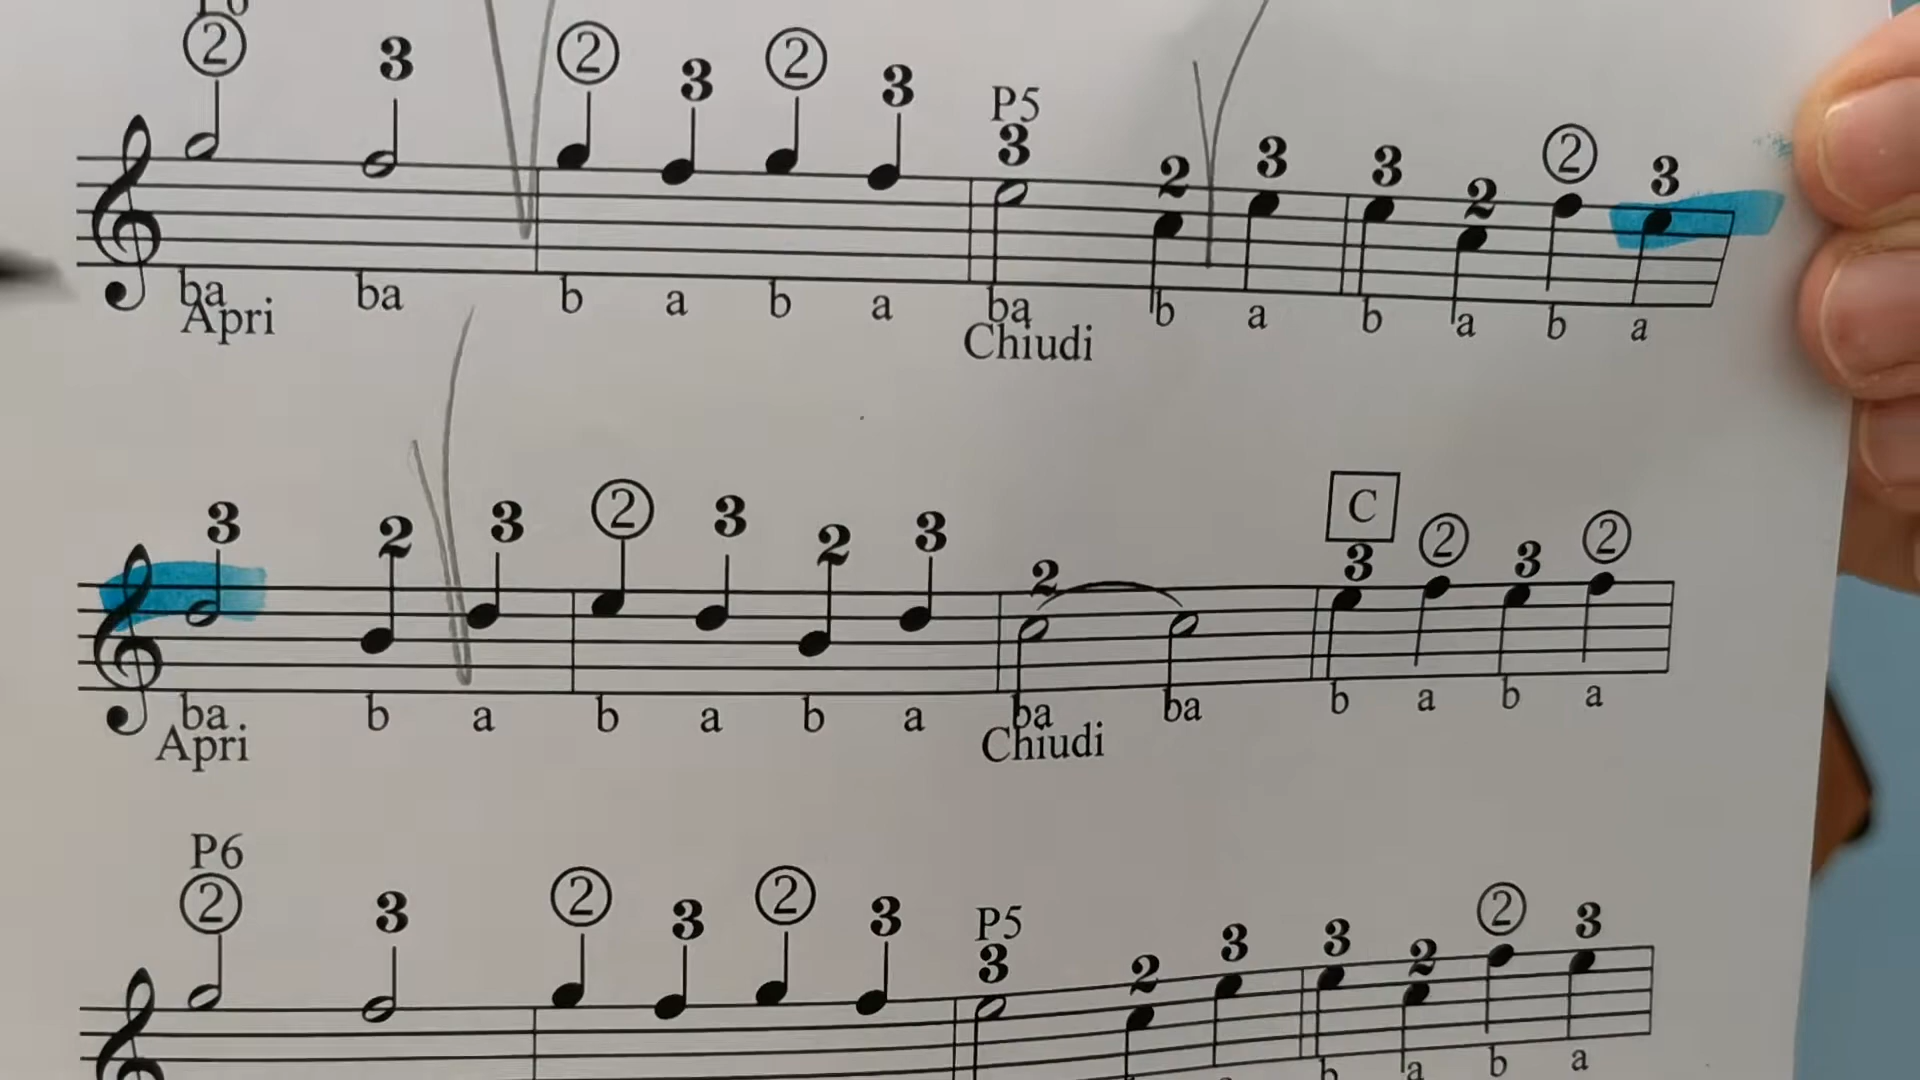 ② 3 ② 3 ② 3 P5 3 2 3 3 2 ② 3
ba ba b a b a ba b a b a b a
Apri Chiudi
3 2 3 ② 3 2 3 2 C 3 ② 3 ②
ba. b a b a b a ba ba b a b a
Apri Chiudi
P6 P5
② 3 ② 3 ② 3 3 2 3 3 2 ② 3
b a b a